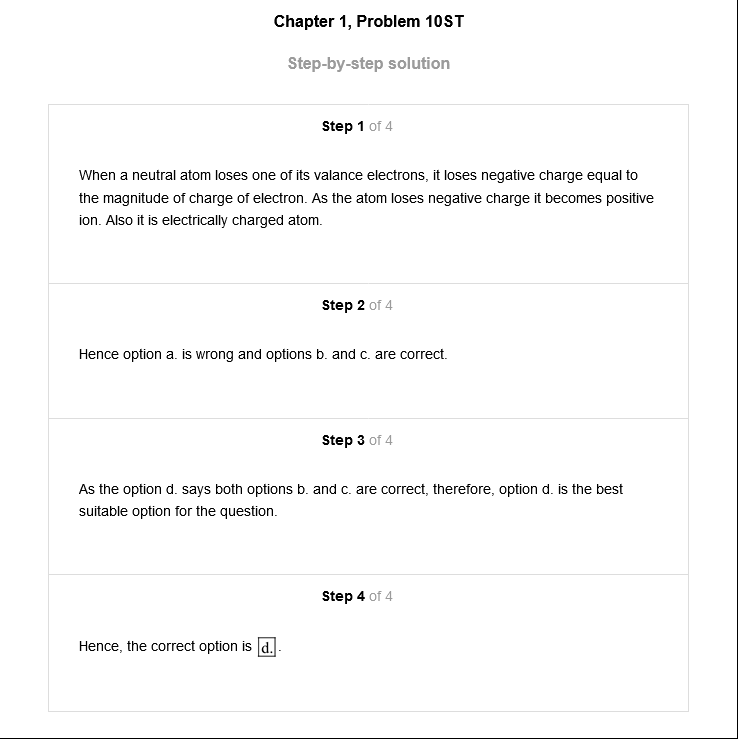 Chapter 1, Problem 10ST
Step-by-step solution
Step 1 of 4
When a neutral atom loses one of its valance electrons, it loses negative charge equal to
the magnitude of charge of electron. As the atom loses negative charge it becomes positive
ion. Also it is electrically charged atom.
Step 2 of 4
Hence option a. is wrong and options b. and c. are correct.
Step 3 of 4
As the option d. says both options b. and c. are correct, therefore, option d. is the best
suitable option for the question.
Step 4 of 4
Hence, the correct option is d. .